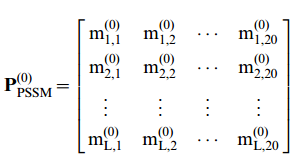 P_PSSM^(0) = [ m_1,1^(0) m_1,2^(0) ⋯ m_1,20^(0)
m_2,1^(0) m_2,2^(0) ⋯ m_2,20^(0)
⋮ ⋮ ⋮ ⋮
m_L,1^(0) m_L,2^(0) ⋯ m_L,20^(0) ]